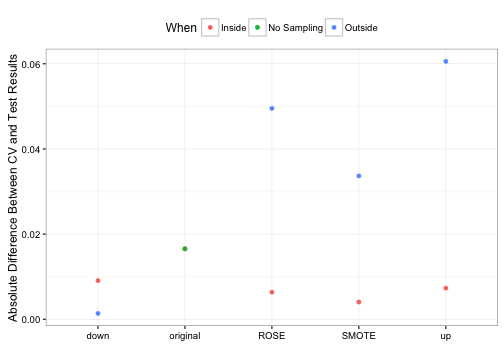 When Inside No Sampling Outside
Absolute Difference Between CV and Test Results
0.06
0.04
0.02
0.00
down original ROSE SMOTE up